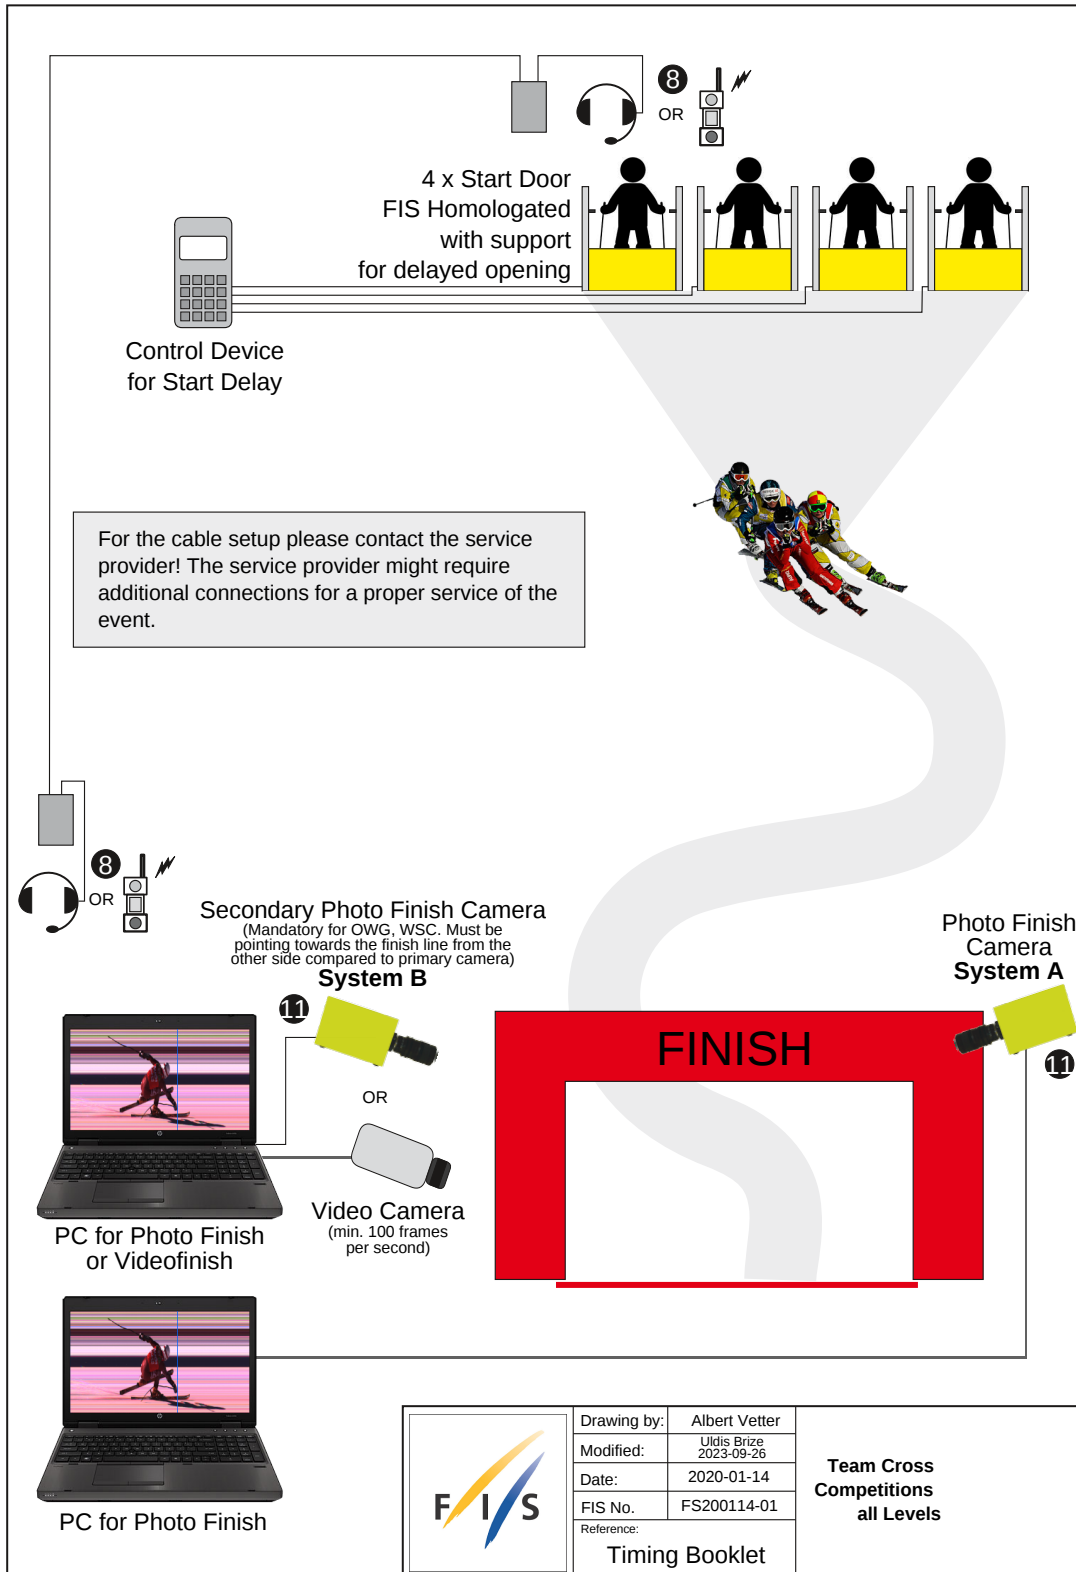 8
OR
4 x Start Door
FIS Homologated
with support
for delayed opening
Control Device
for Start Delay
For the cable setup please contact the service
provider! The service provider might require
additional connections for a proper service of the
event.
8
OR
Secondary Photo Finish Camera
(Mandatory for OWG, WSC. Must be
pointing towards the finish line from the
other side compared to primary camera)
System B
11
Photo Finish
Camera
System A
11
FINISH
OR
Video Camera
(min. 100 frames
per second)
PC for Photo Finish
or Videofinish
PC for Photo Finish
FIS
Drawing by: Albert Vetter
Modified: Uldis Brize
2023-09-26
Date: 2020-01-14
FIS No. FS200114-01
Reference:
Timing Booklet
Team Cross
Competitions
all Levels